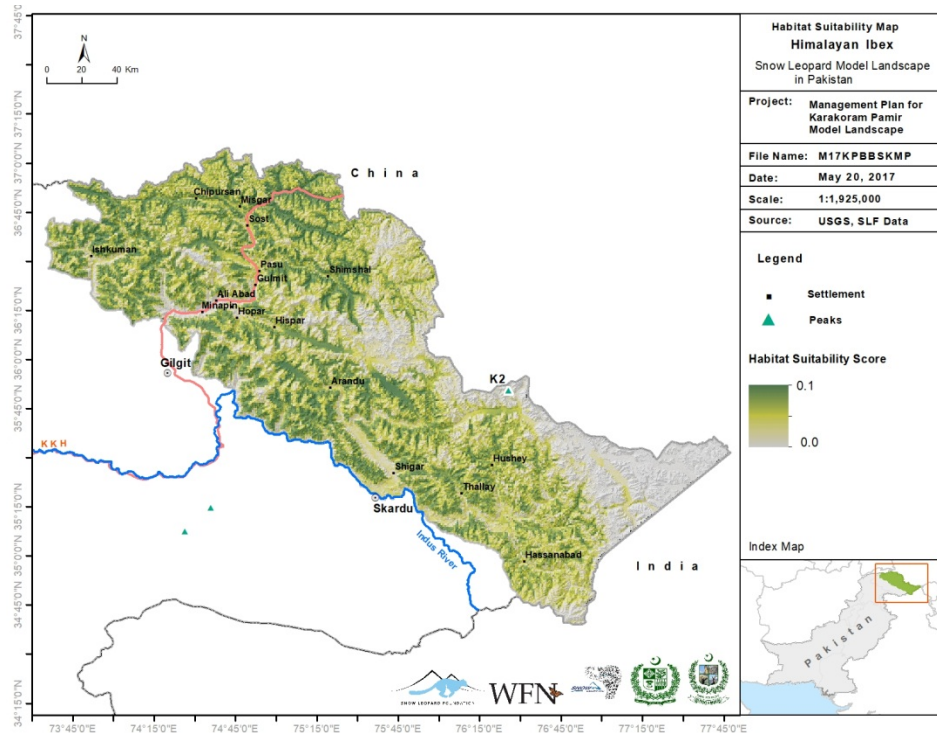 Habitat Suitability Map
Himalayan Ibex
Snow Leopard Model Landscape
in Pakistan
Project: Management Plan for
Karakoram Pamir
Model Landscape
File Name: M17KPBBSKMP
Date: May 20, 2017
Scale: 1:1,925,000
Source: USGS, SLF Data
Legend
Settlement
Peaks
Habitat Suitability Score
0.1
0.0
Index Map
Pakistan
N
0 20 40 Km
China
Chipursan
Misgar
Sost
Ishkuman
Pasu
Gulmit
Shimshal
Ali Abad
Minapin
Hopar
Hispar
Gilgit
Arandu
K2
KKH
Hushey
Shigar
Thallay
Skardu
Indus River
Hassanabad
India
SNOW LEOPARD FOUNDATION
WFN
37°45'0"N
37°15'0"N
37°0'0"N
36°45'0"N
36°15'0"N
36°0'0"N
35°45'0"N
35°15'0"N
35°0'0"N
34°45'0"N
34°15'0"N
73°45'0"E
74°15'0"E
74°45'0"E
75°15'0"E
75°45'0"E
76°15'0"E
76°45'0"E
77°15'0"E
77°45'0"E